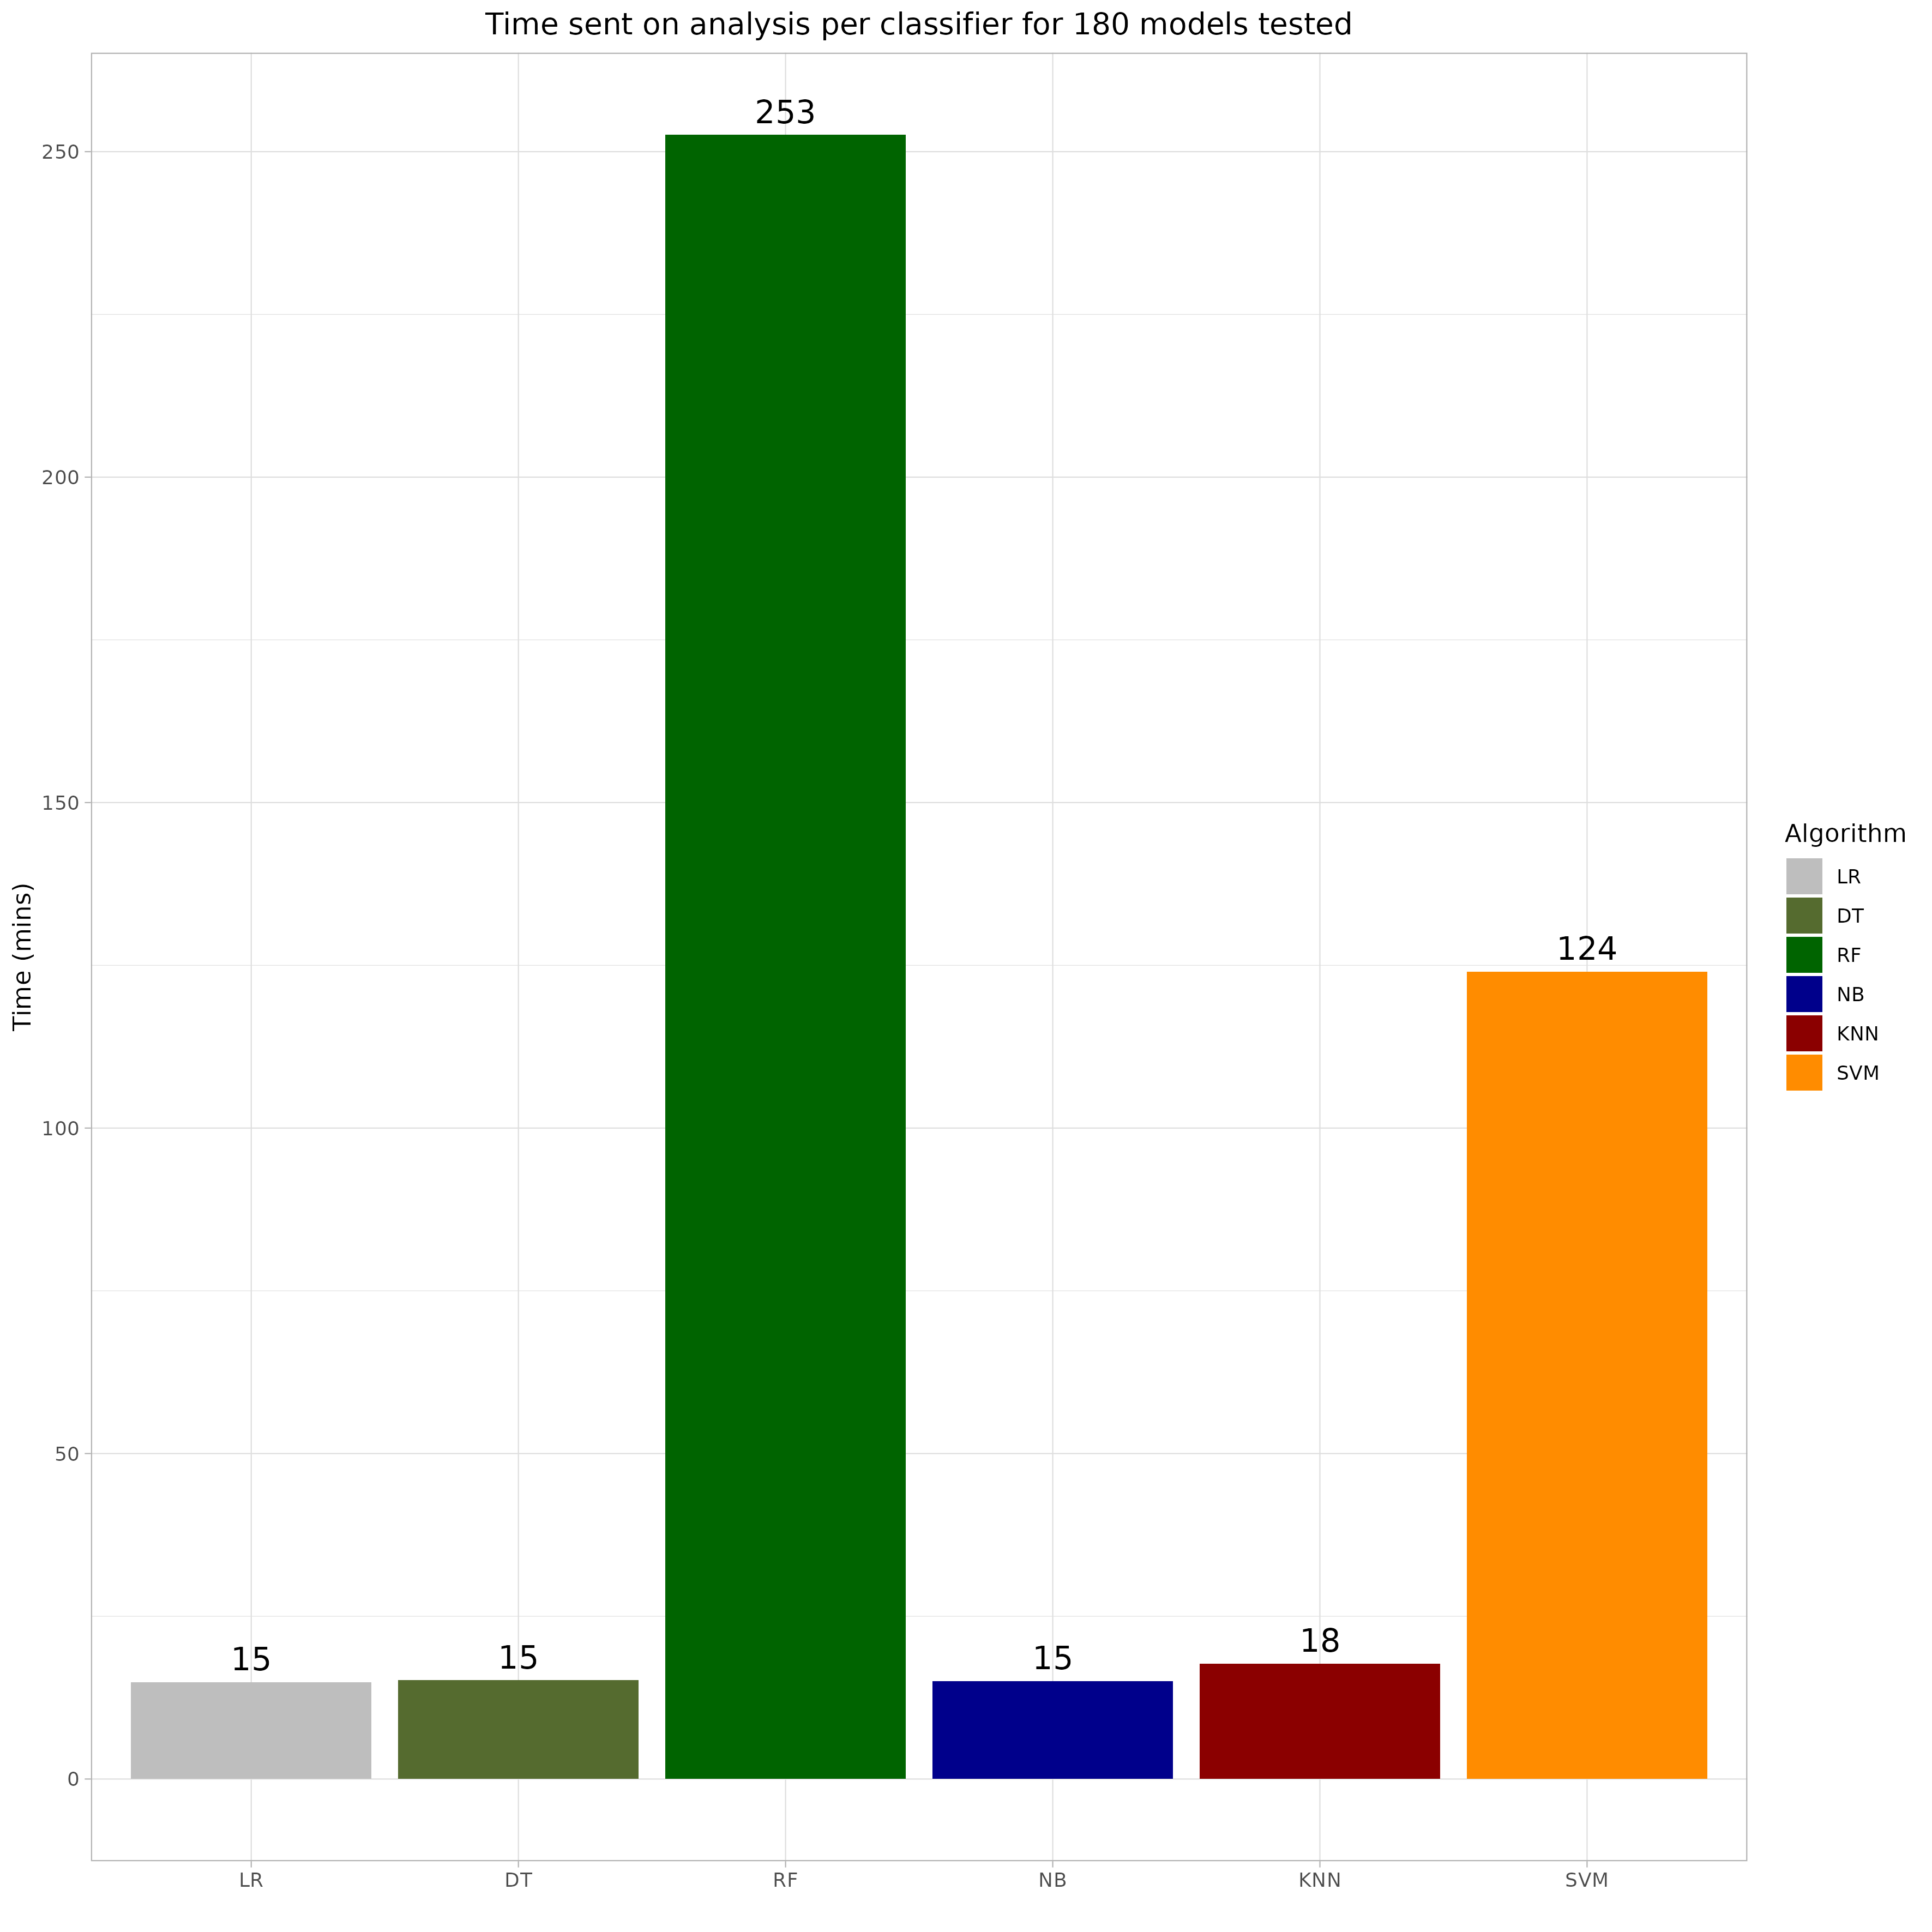 Time sent on analysis per classifier for 180 models tested
253
250
200
150
124
100
50
15
15
15
18
0
Time (mins)
LR
DT
RF
NB
KNN
SVM
Algorithm
LR
DT
RF
NB
KNN
SVM